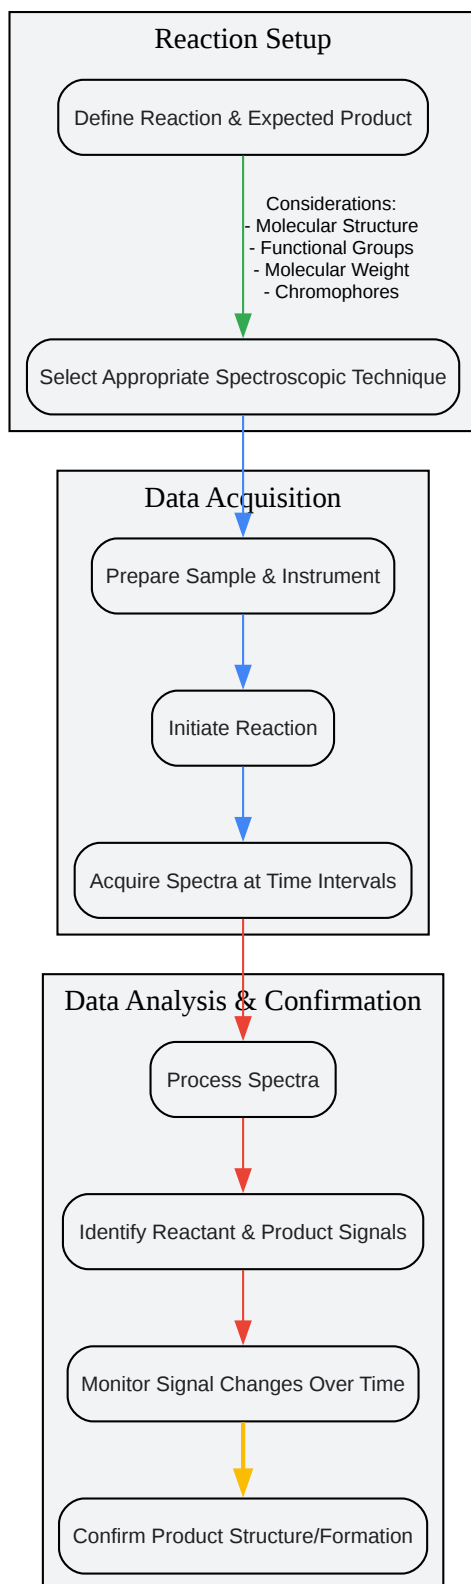 Reaction Setup
Define Reaction & Expected Product
Considerations:
- Molecular Structure
- Functional Groups
- Molecular Weight
- Chromophores
Select Appropriate Spectroscopic Technique
Data Acquisition
Prepare Sample & Instrument
Initiate Reaction
Acquire Spectra at Time Intervals
Data Analysis & Confirmation
Process Spectra
Identify Reactant & Product Signals
Monitor Signal Changes Over Time
Confirm Product Structure/Formation